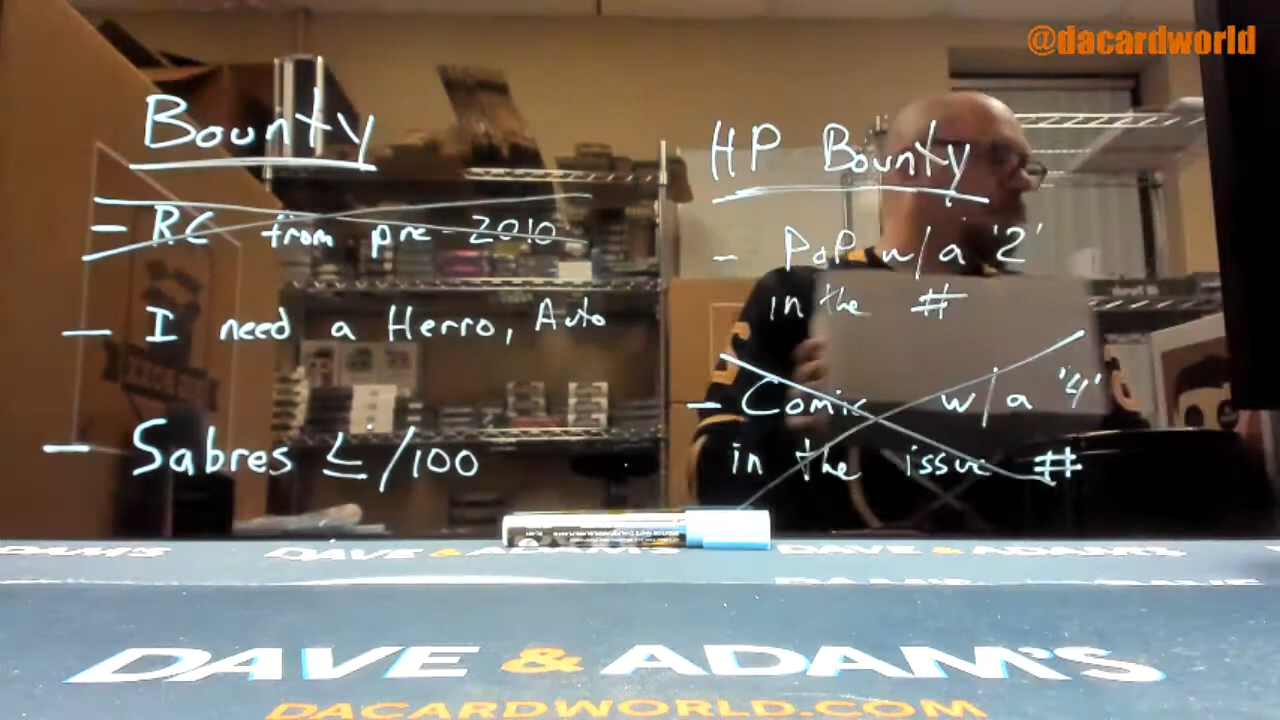 @dacardworld
Bounty
- RC from pre-2010
- I need a Herro, Auto
- Sabres ≤ /100
HP Bounty
- PoP w/a '2'
in the #
- Comic w/a '4'
in the issue #
DAVE & ADAM'S
DAVE & ADAM'S
DACARDWORLD.COM